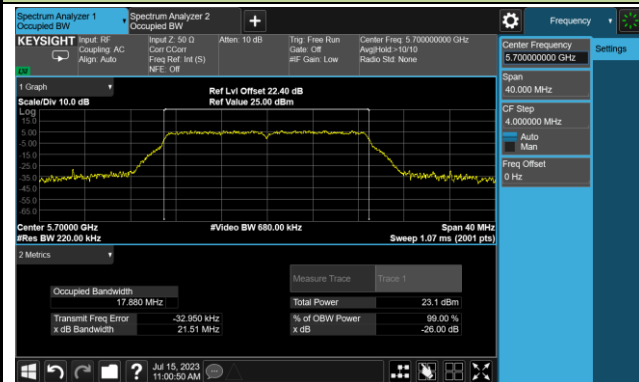 Spectrum Analyzer 1
Occupied BW
Spectrum Analyzer 2
Occupied BW
+
Frequency
KEYSIGHT
Input: RF
Coupling: AC
Align: Auto
Input Z: 50 Ω
Corr CCorr
Freq Ref: Int (S)
NFE: Off
Atten: 10 dB
Trig: Free Run
Gate: Off
#IF Gain: Low
Center Freq: 5.700000000 GHz
Avg|Hold:>10/10
Radio Std: None
Center Frequency
5.700000000 GHz
Settings
Span
40.000 MHz
CF Step
4.000000 MHz
Auto
Man
Freq Offset
0 Hz
1 Graph
Scale/Div 10.0 dB
Ref Lvl Offset 22.40 dB
Ref Value 25.00 dBm
Log
15.0
5.00
-5.00
-15.0
-25.0
-35.0
-45.0
-55.0
-65.0
Center 5.70000 GHz
#Res BW 220.00 kHz
#Video BW 680.00 kHz
Span 40 MHz
Sweep 1.07 ms (2001 pts)
2 Metrics
Measure Trace
Trace 1
Occupied Bandwidth
17.880 MHz
Total Power
23.1 dBm
Transmit Freq Error
-32.950 kHz
% of OBW Power
99.00 %
x dB Bandwidth
21.51 MHz
x dB
-26.00 dB
?
Jul 15, 2023
11:00:50 AM